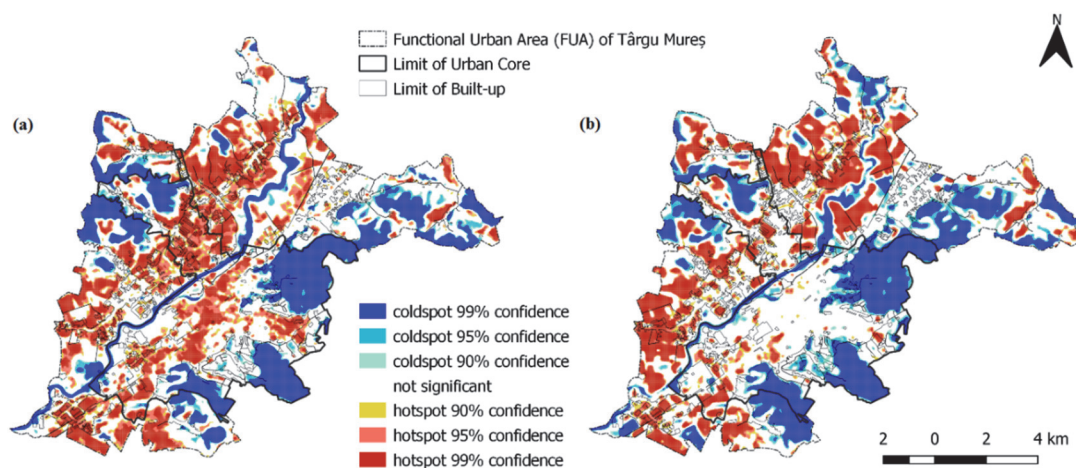 N
Functional Urban Area (FUA) of Târgu Mureș
Limit of Urban Core
Limit of Built-up
(a)
(b)
coldspot 99% confidence
coldspot 95% confidence
coldspot 90% confidence
not significant
hotspot 90% confidence
hotspot 95% confidence
hotspot 99% confidence
2 0 2 4 km